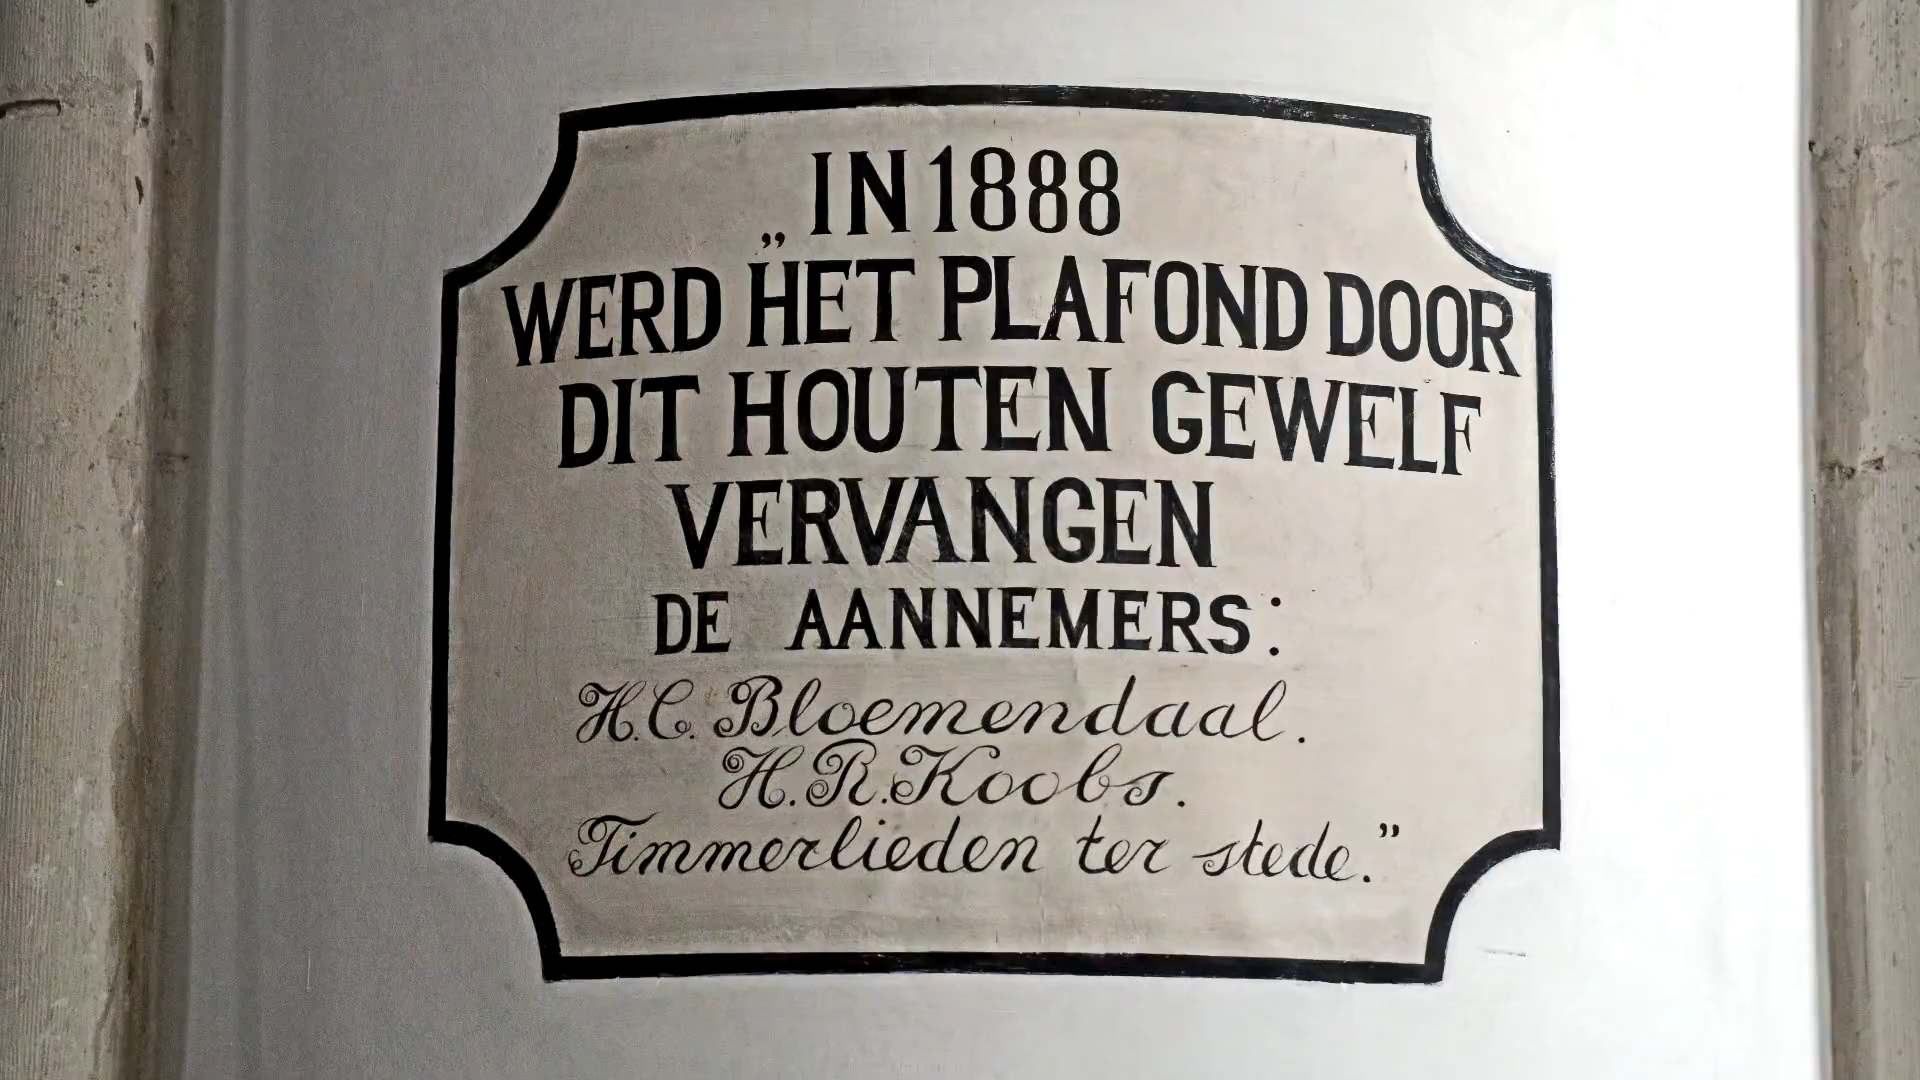 „IN 1888
WERD HET PLAFOND DOOR
DIT HOUTEN GEWELF
VERVANGEN
DE AANNEMERS:
H.C. Bloemendaal.
H.R. Koobs.
Timmerlieden ter stede.”